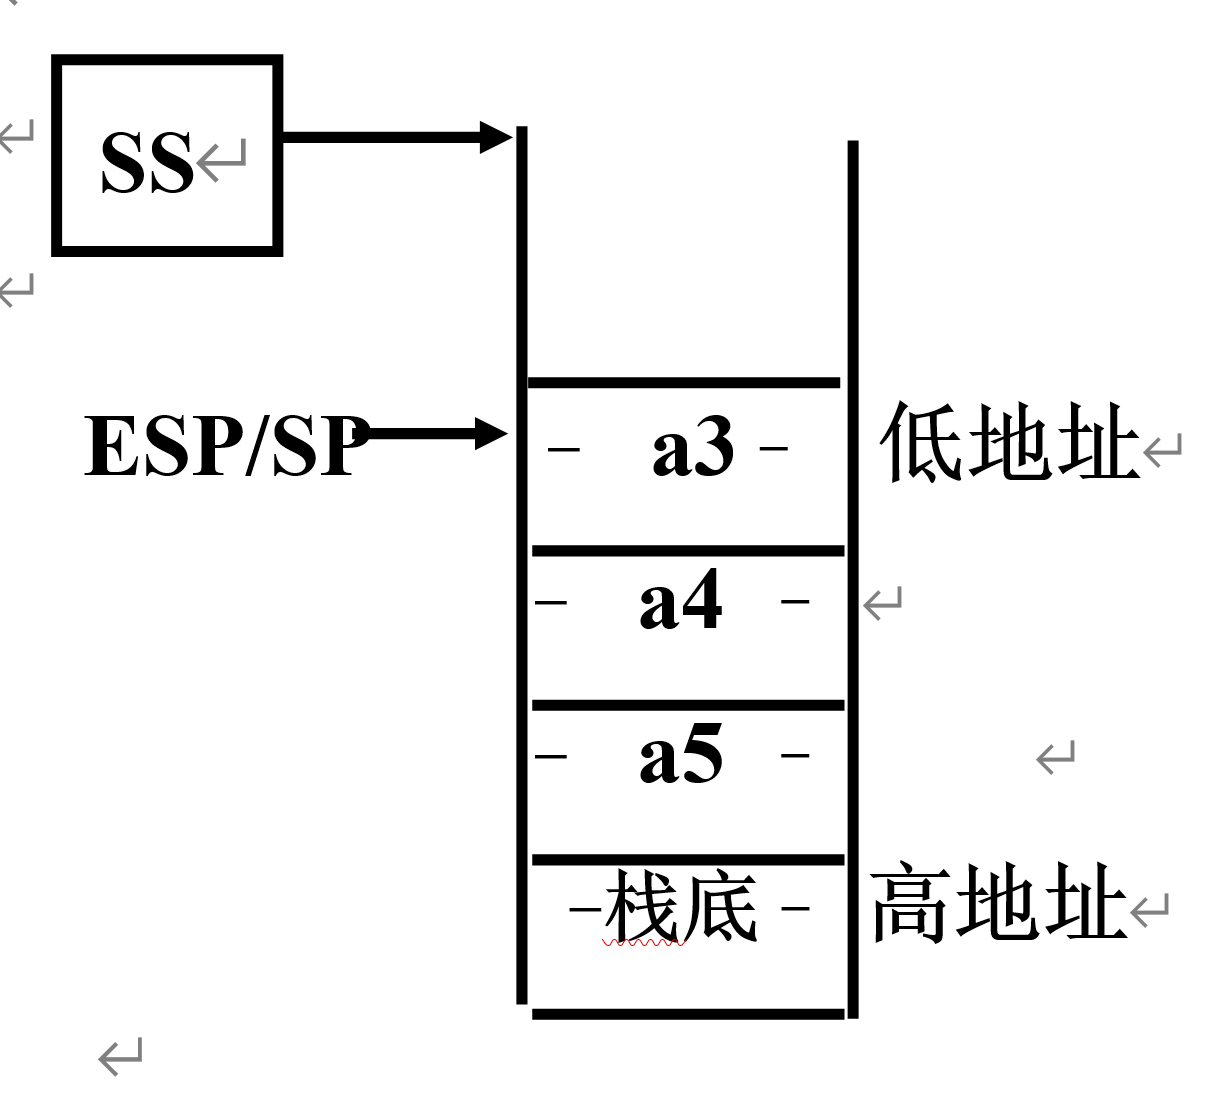 SS
ESP/SP
- a3 -
低地址
- a4 -
- a5 -
-栈底 -
高地址